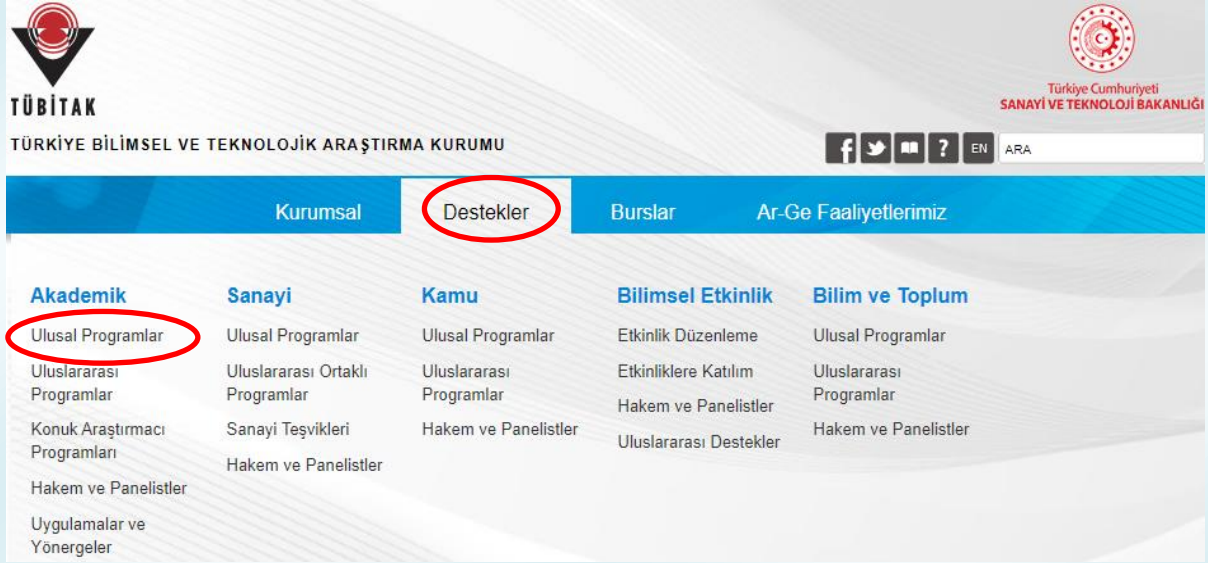 TÜBİTAK
Türkiye Cumhuriyeti
SANAYİ VE TEKNOLOJİ BAKANLIĞI
TÜRKİYE BİLİMSEL VE TEKNOLOJİK ARAŞTIRMA KURUMU
EN
ARA
Kurumsal
Destekler
Burslar
Ar-Ge Faaliyetlerimiz
Akademik
Ulusal Programlar
Uluslararası
Programlar
Konuk Araştırmacı
Programları
Hakem ve Panelistler
Uygulamalar ve
Yönergeler
Sanayi
Ulusal Programlar
Uluslararası Ortaklı
Programlar
Sanayi Teşvikleri
Hakem ve Panelistler
Kamu
Ulusal Programlar
Uluslararası
Programlar
Hakem ve Panelistler
Bilimsel Etkinlik
Etkinlik Düzenleme
Etkinliklere Katılım
Hakem ve Panelistler
Uluslararası Destekler
Bilim ve Toplum
Ulusal Programlar
Uluslararası
Programlar
Hakem ve Panelistler